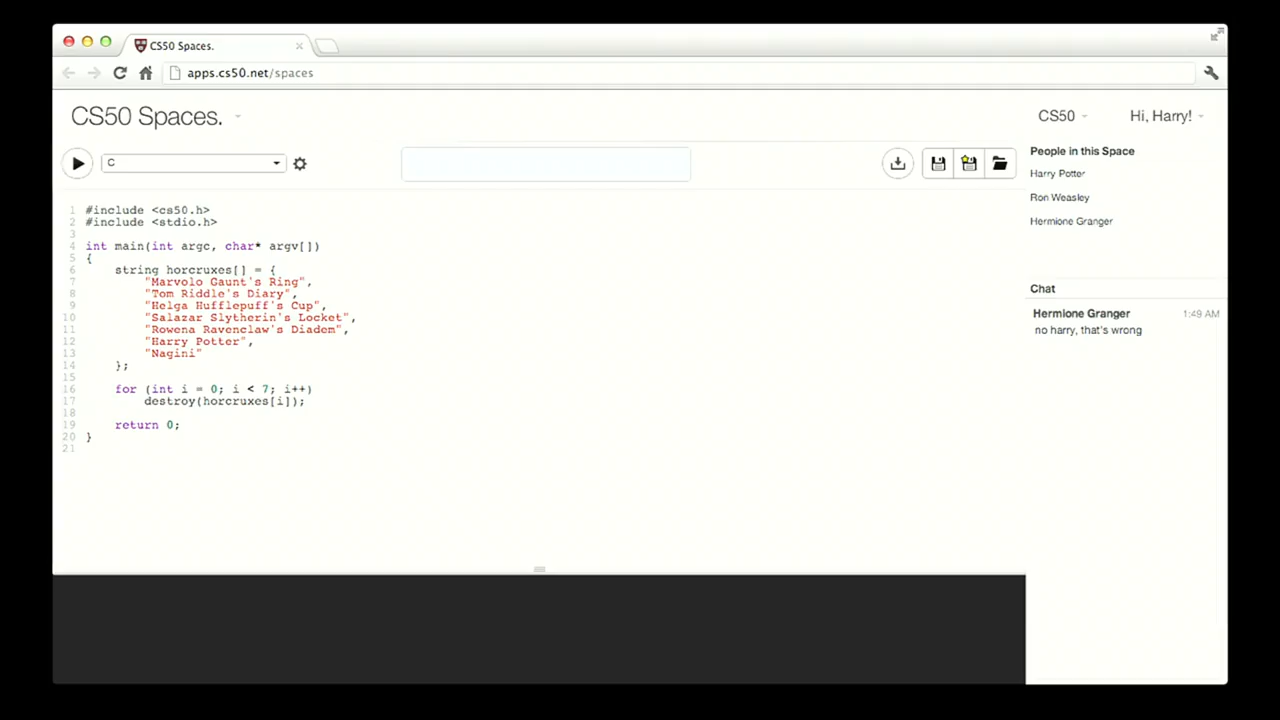 CS50 Spaces.
apps.cs50.net/spaces
CS50 Spaces.
CS50
Hi, Harry!
C
People in this Space
Harry Potter
Ron Weasley
Hermione Granger
1 #include <cs50.h>
2 #include <stdio.h>
3
4 int main(int argc, char* argv[])
5 {
6 string horcruxes[] = {
7 "Marvolo Gaunt's Ring",
8 "Tom Riddle's Diary",
9 "Helga Hufflepuff's Cup",
10 "Salazar Slytherin's Locket",
11 "Rowena Ravenclaw's Diadem",
12 "Harry Potter",
13 "Nagini"
14 };
15
16 for (int i = 0; i < 7; i++)
17 destroy(horcruxes[i]);
18
19 return 0;
20 }
21
Chat
Hermione Granger 1:49 AM
no harry, that's wrong